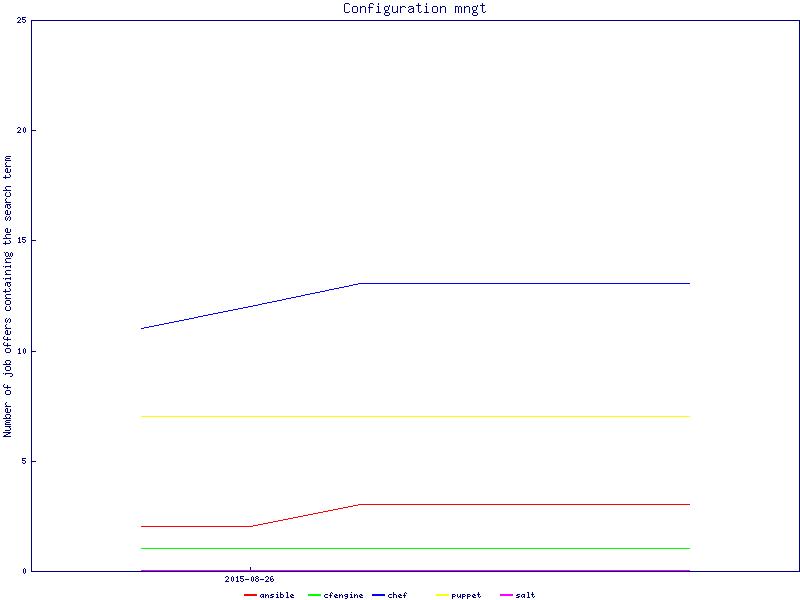 Configuration mngt
Number of job offers containing the search term
25
20
15
10
5
0
2015-08-26
ansible cfengine chef puppet salt